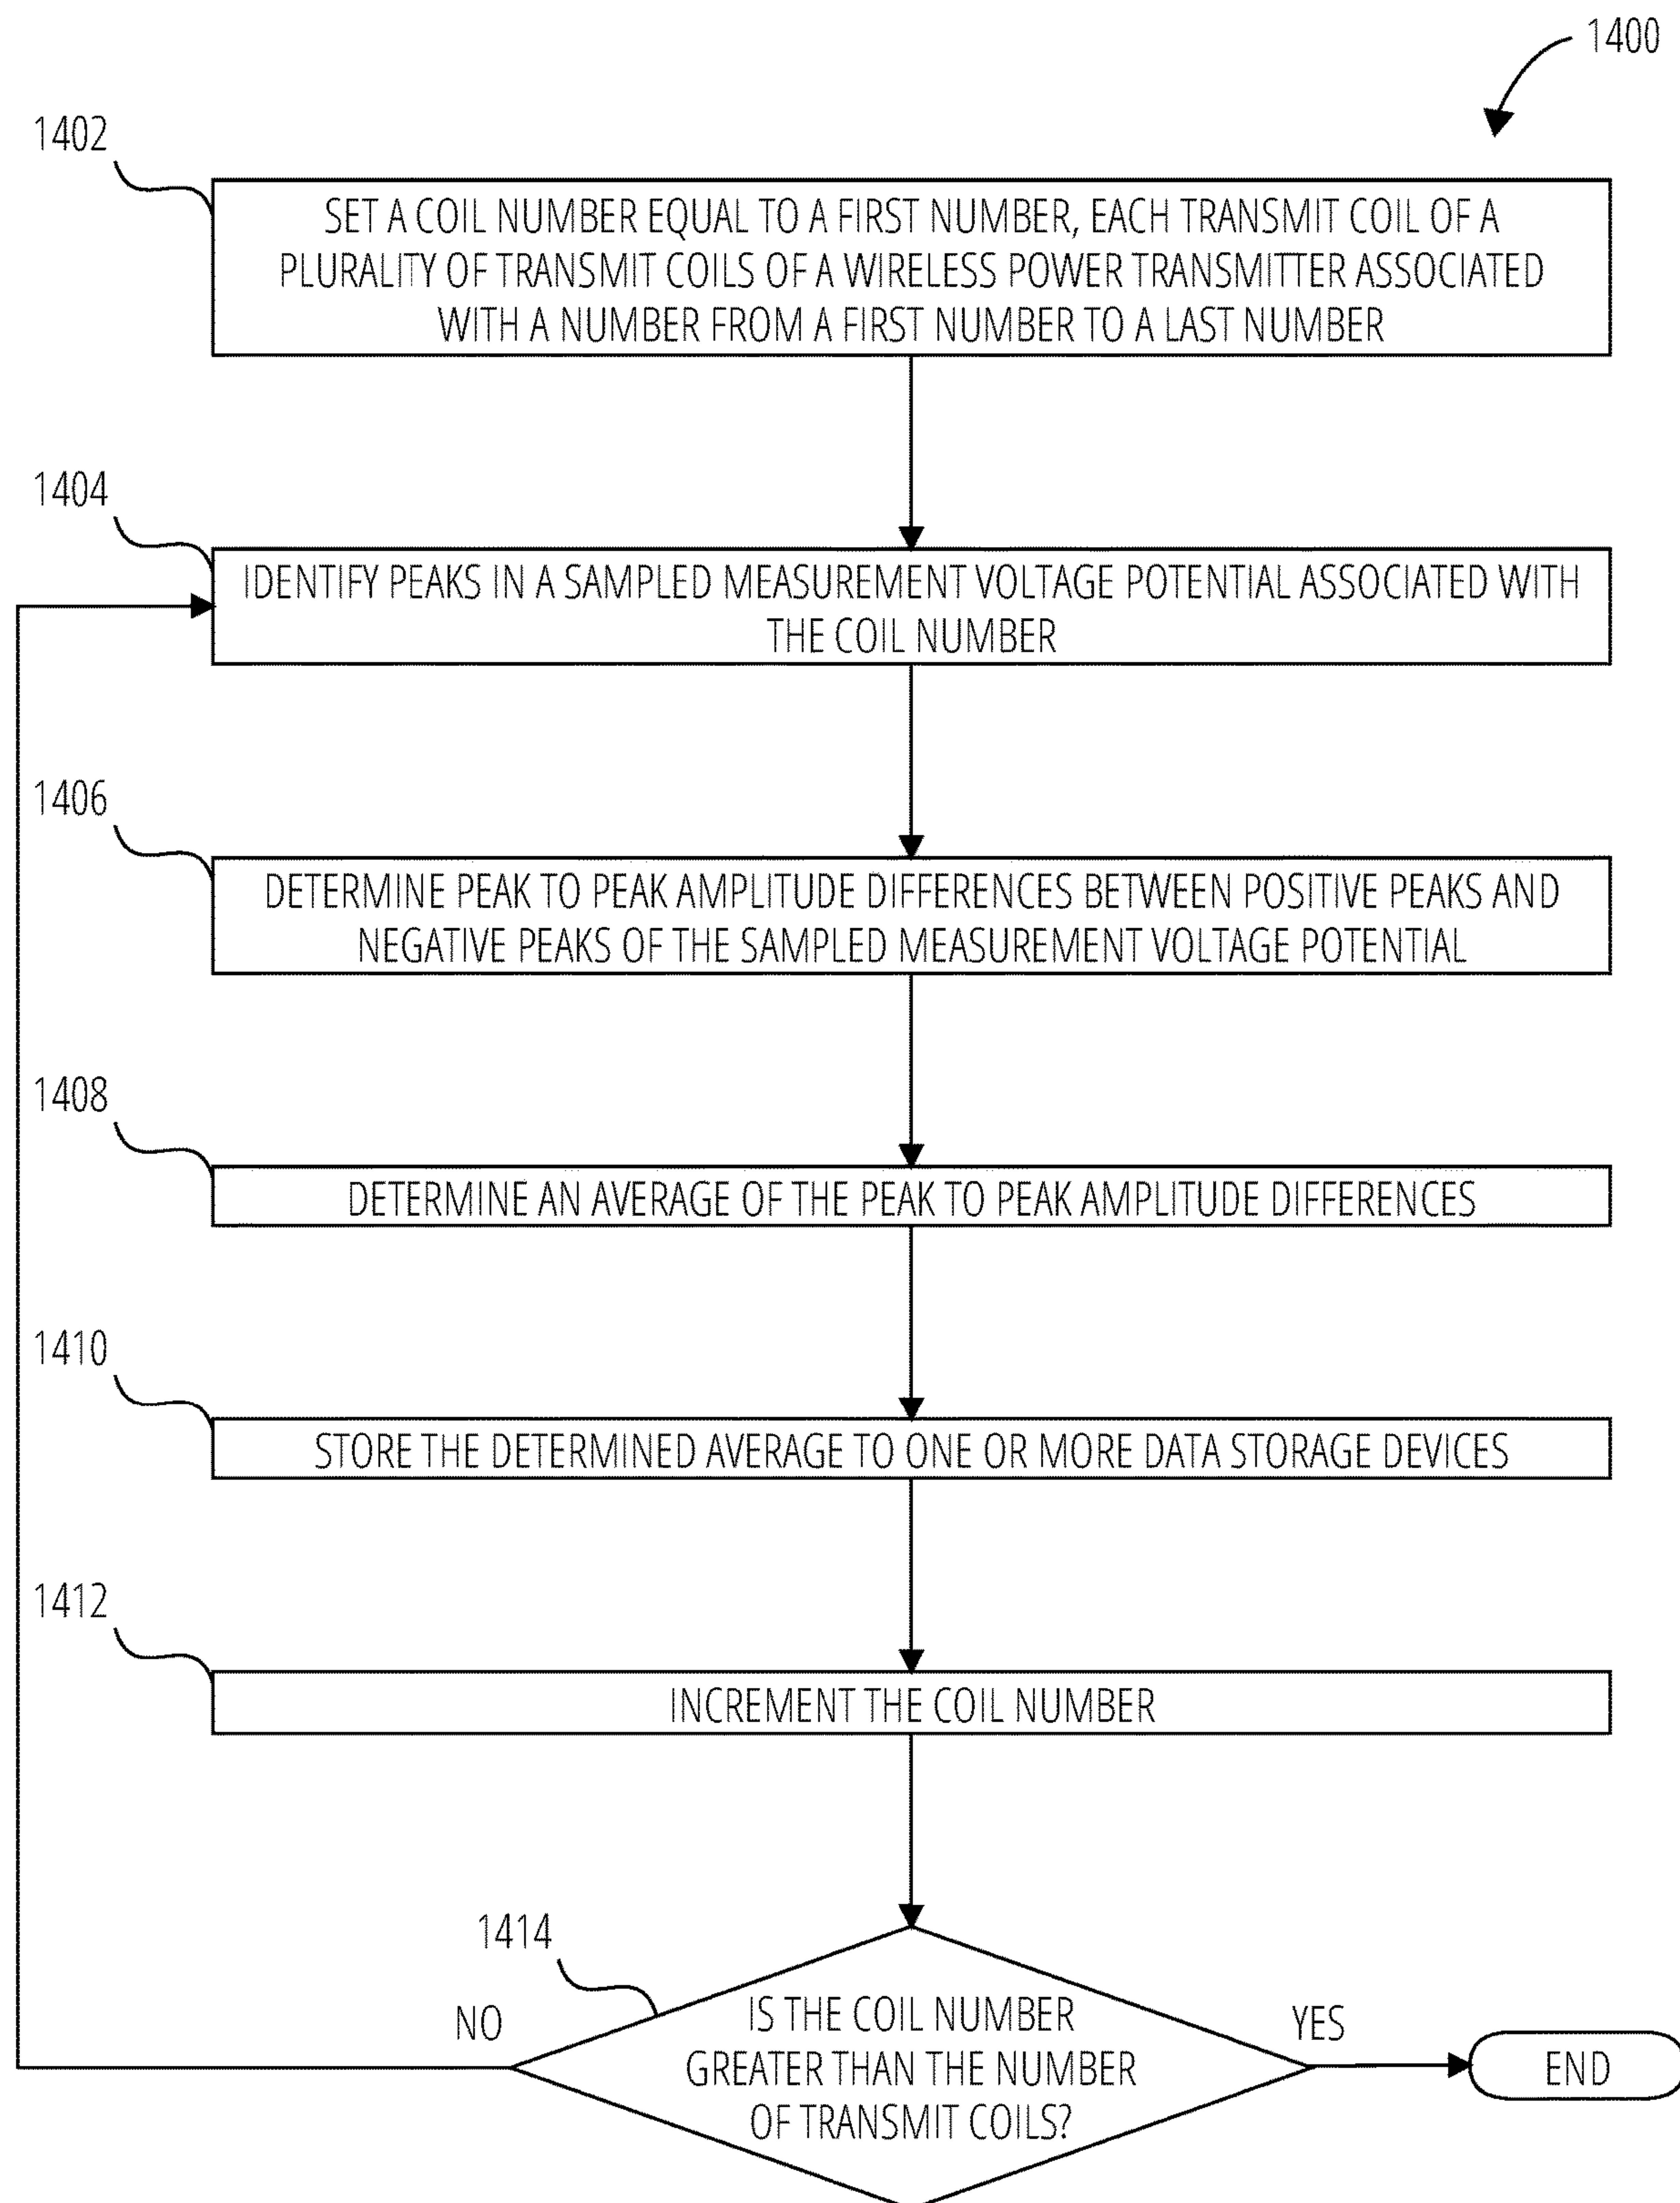 1400
1402
SET A COIL NUMBER EQUAL TO A FIRST NUMBER, EACH TRANSMIT COIL OF A
PLURALITY OF TRANSMIT COILS OF A WIRELESS POWER TRANSMITTER ASSOCIATED
WITH A NUMBER FROM A FIRST NUMBER TO A LAST NUMBER
1404
IDENTIFY PEAKS IN A SAMPLED MEASUREMENT VOLTAGE POTENTIAL ASSOCIATED WITH
THE COIL NUMBER
1406
DETERMINE PEAK TO PEAK AMPLITUDE DIFFERENCES BETWEEN POSITIVE PEAKS AND
NEGATIVE PEAKS OF THE SAMPLED MEASUREMENT VOLTAGE POTENTIAL
1408
DETERMINE AN AVERAGE OF THE PEAK TO PEAK AMPLITUDE DIFFERENCES
1410
STORE THE DETERMINED AVERAGE TO ONE OR MORE DATA STORAGE DEVICES
1412
INCREMENT THE COIL NUMBER
1414
NO
IS THE COIL NUMBER
GREATER THAN THE NUMBER
OF TRANSMIT COILS?
YES
END